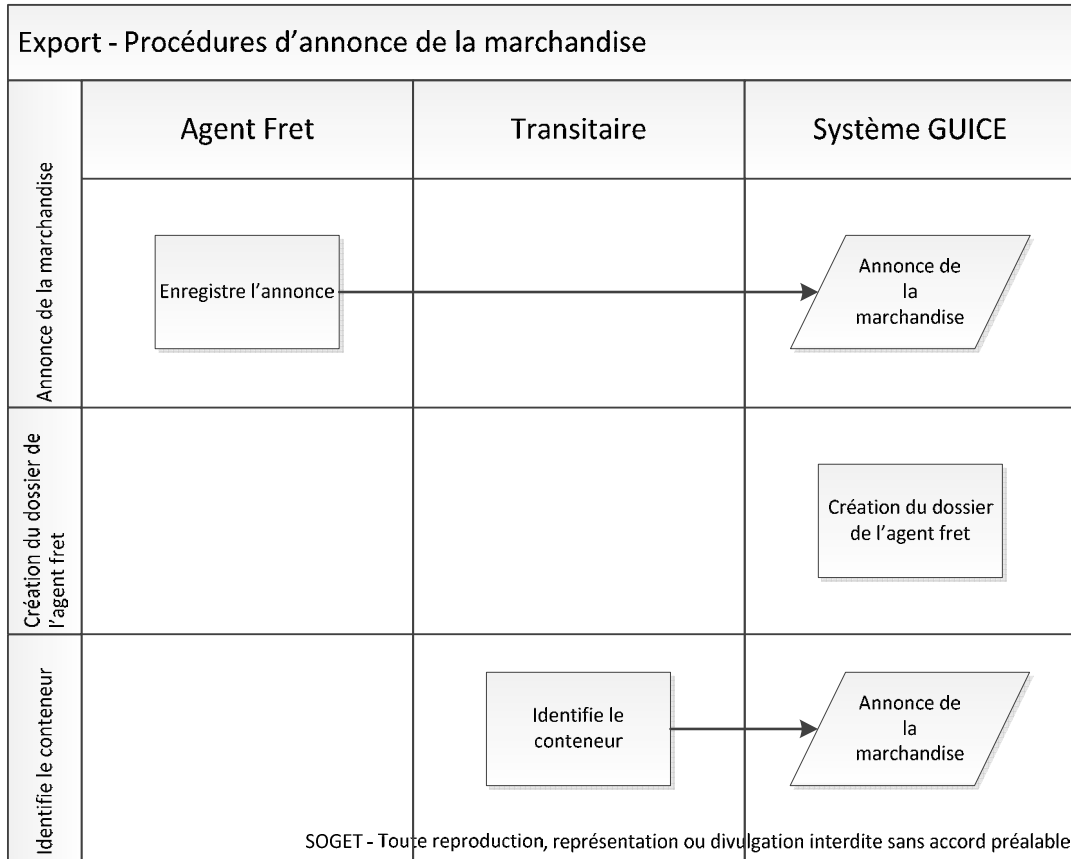 Export - Procédures d’annonce de la marchandise
Agent Fret
Transitaire
Système GUICE
Annonce de la marchandise
Enregistre l’annonce
Annonce de
la
marchandise
Création du dossier de
l’agent fret
Création du dossier
de l’agent fret
Identifie le conteneur
Identifie le
conteneur
Annonce de
la
marchandise
SOGET - Toute reproduction, représentation ou divulgation interdite sans accord préalable